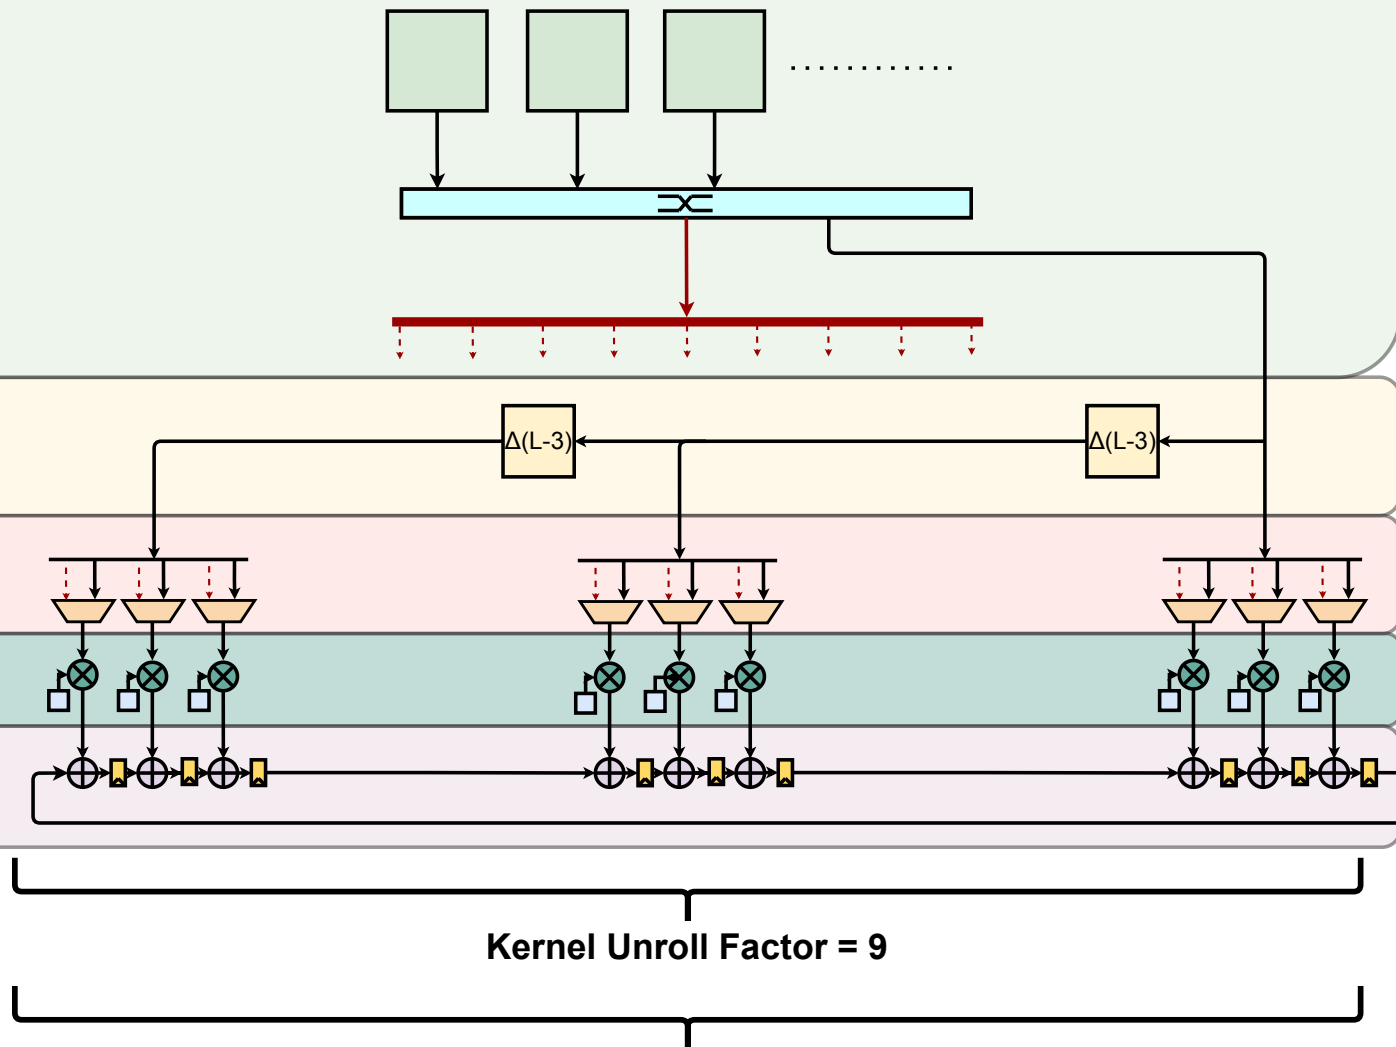 Δ(L-3)
Δ(L-3)
Kernel Unroll Factor = 9